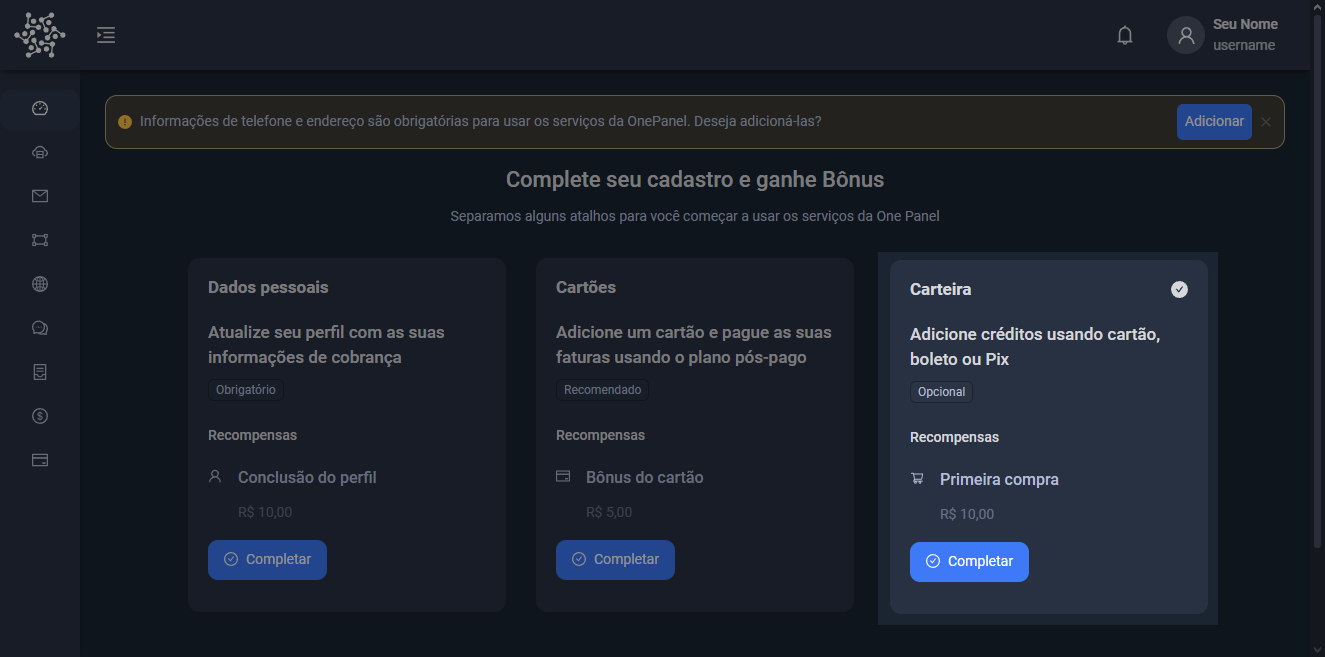 Seu Nome
username
Informações de telefone e endereço são obrigatórias para usar os serviços da OnePanel. Deseja adicioná-las?
Adicionar
Complete seu cadastro e ganhe Bônus
Separamos alguns atalhos para você começar a usar os serviços da One Panel
Dados pessoais
Atualize seu perfil com as suas
informações de cobrança
Obrigatório
Recompensas
Conclusão do perfil
R$ 10,00
Completar
Cartões
Adicione um cartão e pague as suas
faturas usando o plano pós-pago
Recomendado
Recompensas
Bônus do cartão
R$ 5,00
Completar
Carteira
Adicione créditos usando cartão,
boleto ou Pix
Opcional
Recompensas
Primeira compra
R$ 10,00
Completar